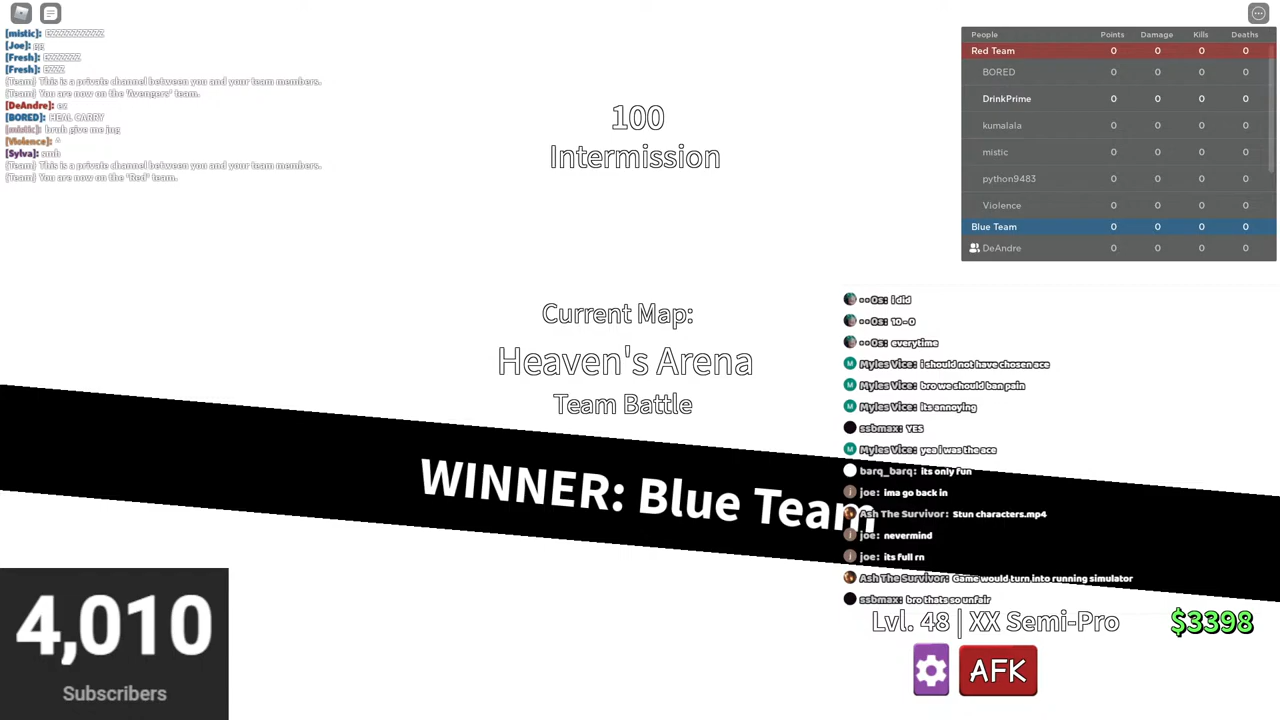 [mistic]: EZZZZZZZZZZZ
[Joe]: ez
[Fresh]: EZZZZZZ
[Fresh]: EZZZ
{Team} This is a private channel between you and your team members.
{Team} You are now on the 'Avengers' team.
[DeAndre]: ez
[BORED]: HEAL CARRY
[mistic]: bruh give me jug
[Violence]: ^
[Sylva]: smh
{Team} This is a private channel between you and your team members.
{Team} You are now on the 'Red' team.
100
Intermission
People Points Damage Kills Deaths
Red Team 0 0 0 0
BORED 0 0 0 0
DrinkPrime 0 0 0 0
kumalala 0 0 0 0
mistic 0 0 0 0
python9483 0 0 0 0
Violence 0 0 0 0
Blue Team 0 0 0 0
DeAndre 0 0 0 0
Current Map:
Heaven's Arena
Team Battle
WINNER: Blue Team
i did
10-0
everytime
Myles Vice: i should not have chosen ace
Myles Vice: bro we should ban pain
Myles Vice: its annoying
ssbmax: YES
Myles Vice: yea i was the ace
barq_barq: its only fun
joe: ima go back in
Ash The Survivor: Stun characters.mp4
joe: nevermind
joe: its full rn
Ash The Survivor: Game would turn into running simulator
ssbmax: bro thats so unfair
Lvl. 48 | XX Semi-Pro
$3398
AFK
4,010
Subscribers